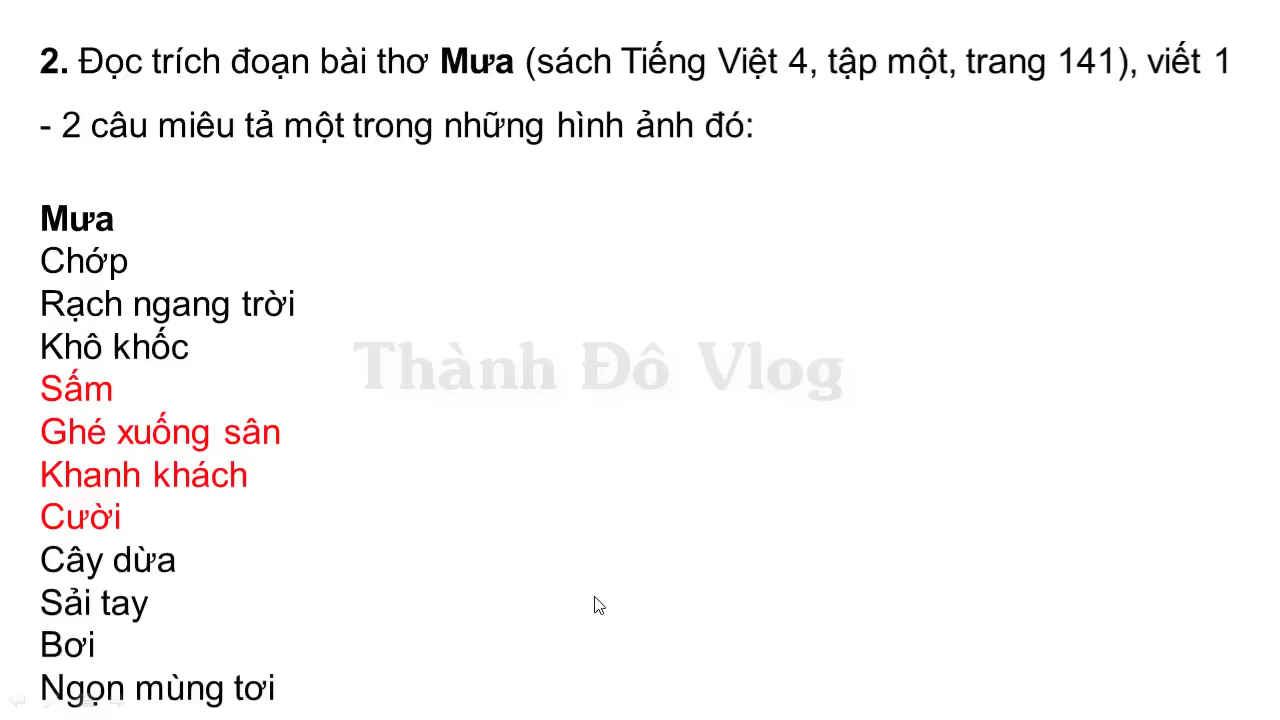 2. Đọc trích đoạn bài thơ Mưa (sách Tiếng Việt 4, tập một, trang 141), viết 1
- 2 câu miêu tả một trong những hình ảnh đó:
Mưa
Chớp
Rạch ngang trời
Khô khốc
Thành Đô Vlog
Sấm
Ghé xuống sân
Khanh khách
Cười
Cây dừa
Sải tay
Bơi
Ngọn mùng tơi